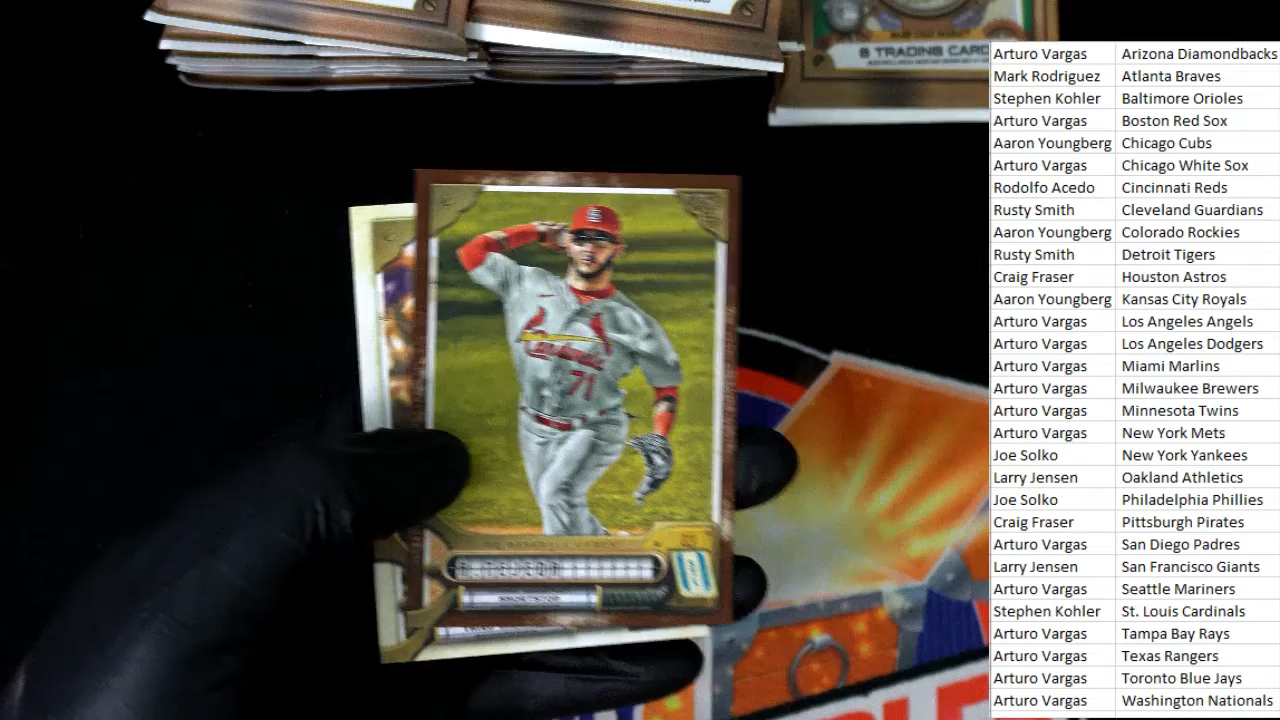 8 TRADING CARD
Arturo Vargas Arizona Diamondbacks
Mark Rodriguez Atlanta Braves
Stephen Kohler Baltimore Orioles
Arturo Vargas Boston Red Sox
Aaron Youngberg Chicago Cubs
Arturo Vargas Chicago White Sox
Rodolfo Acedo Cincinnati Reds
Rusty Smith Cleveland Guardians
Aaron Youngberg Colorado Rockies
Rusty Smith Detroit Tigers
Craig Fraser Houston Astros
Aaron Youngberg Kansas City Royals
Arturo Vargas Los Angeles Angels
Arturo Vargas Los Angeles Dodgers
Arturo Vargas Miami Marlins
Arturo Vargas Milwaukee Brewers
Arturo Vargas Minnesota Twins
Arturo Vargas New York Mets
Joe Solko New York Yankees
Larry Jensen Oakland Athletics
Joe Solko Philadelphia Phillies
Craig Fraser Pittsburgh Pirates
Arturo Vargas San Diego Padres
Larry Jensen San Francisco Giants
Arturo Vargas Seattle Mariners
Stephen Kohler St. Louis Cardinals
Arturo Vargas Tampa Bay Rays
Arturo Vargas Texas Rangers
Arturo Vargas Toronto Blue Jays
Arturo Vargas Washington Nationals
Cardinals
71
SHORTSTOP